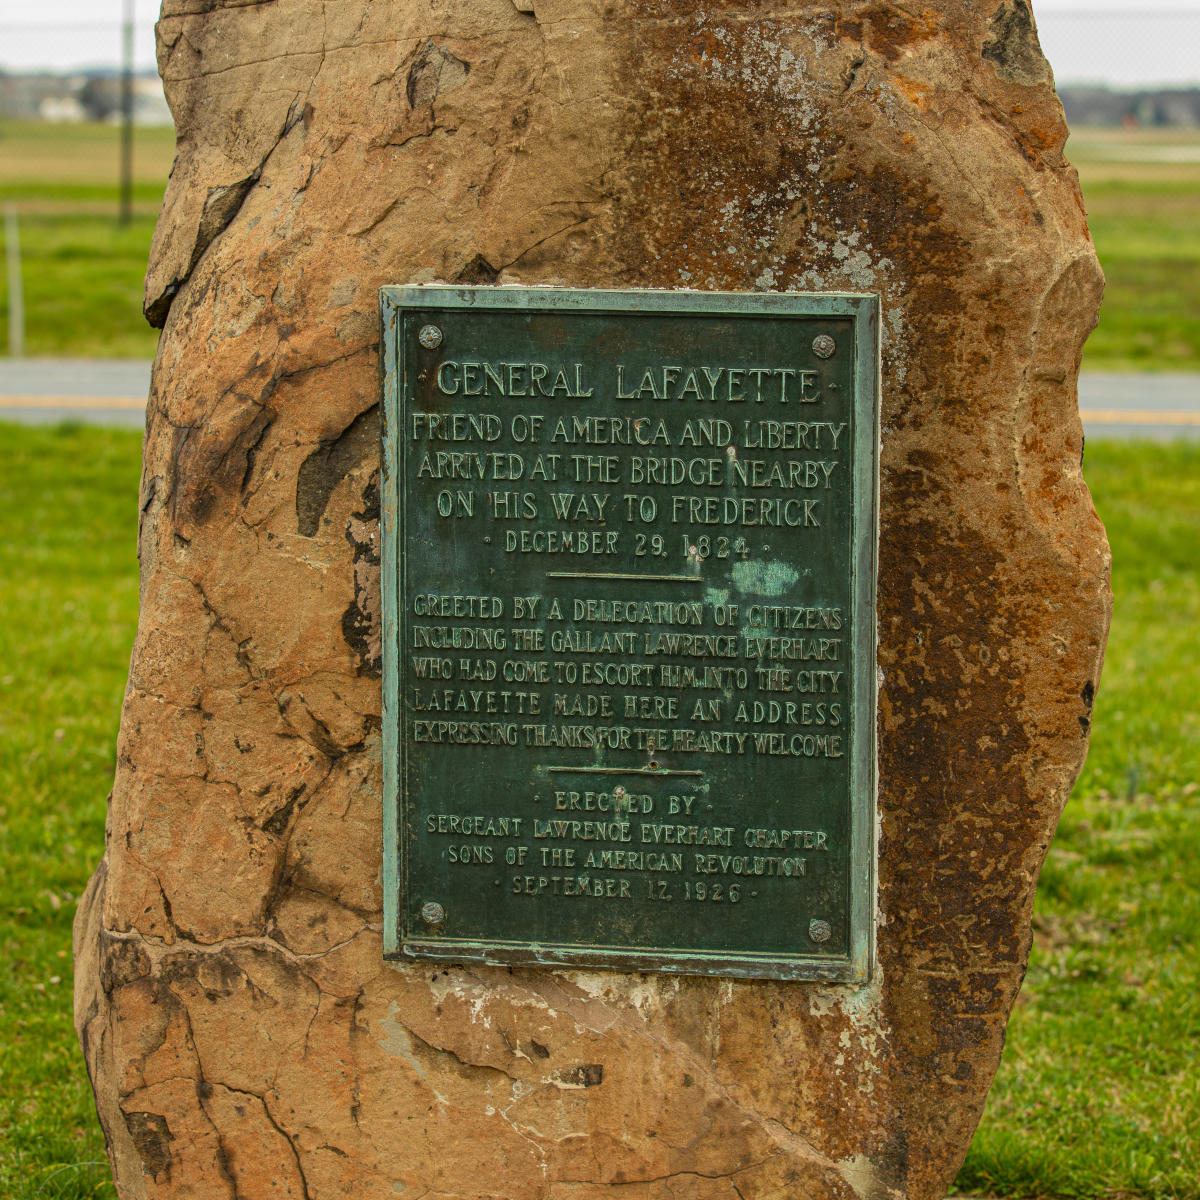 GENERAL LAFAYETTE
FRIEND OF AMERICA AND LIBERTY
ARRIVED AT THE BRIDGE NEARBY
ON HIS WAY TO FREDERICK
· DECEMBER 29, 1824 ·
GREETED BY A DELEGATION OF CITIZENS
INCLUDING THE GALLANT LAWRENCE EVERHART
WHO HAD COME TO ESCORT HIM INTO THE CITY
LAFAYETTE MADE HERE AN ADDRESS
EXPRESSING THANKS FOR THE HEARTY WELCOME
· ERECTED BY ·
SERGEANT LAWRENCE EVERHART CHAPTER
SONS OF THE AMERICAN REVOLUTION
· SEPTEMBER 12, 1926 ·